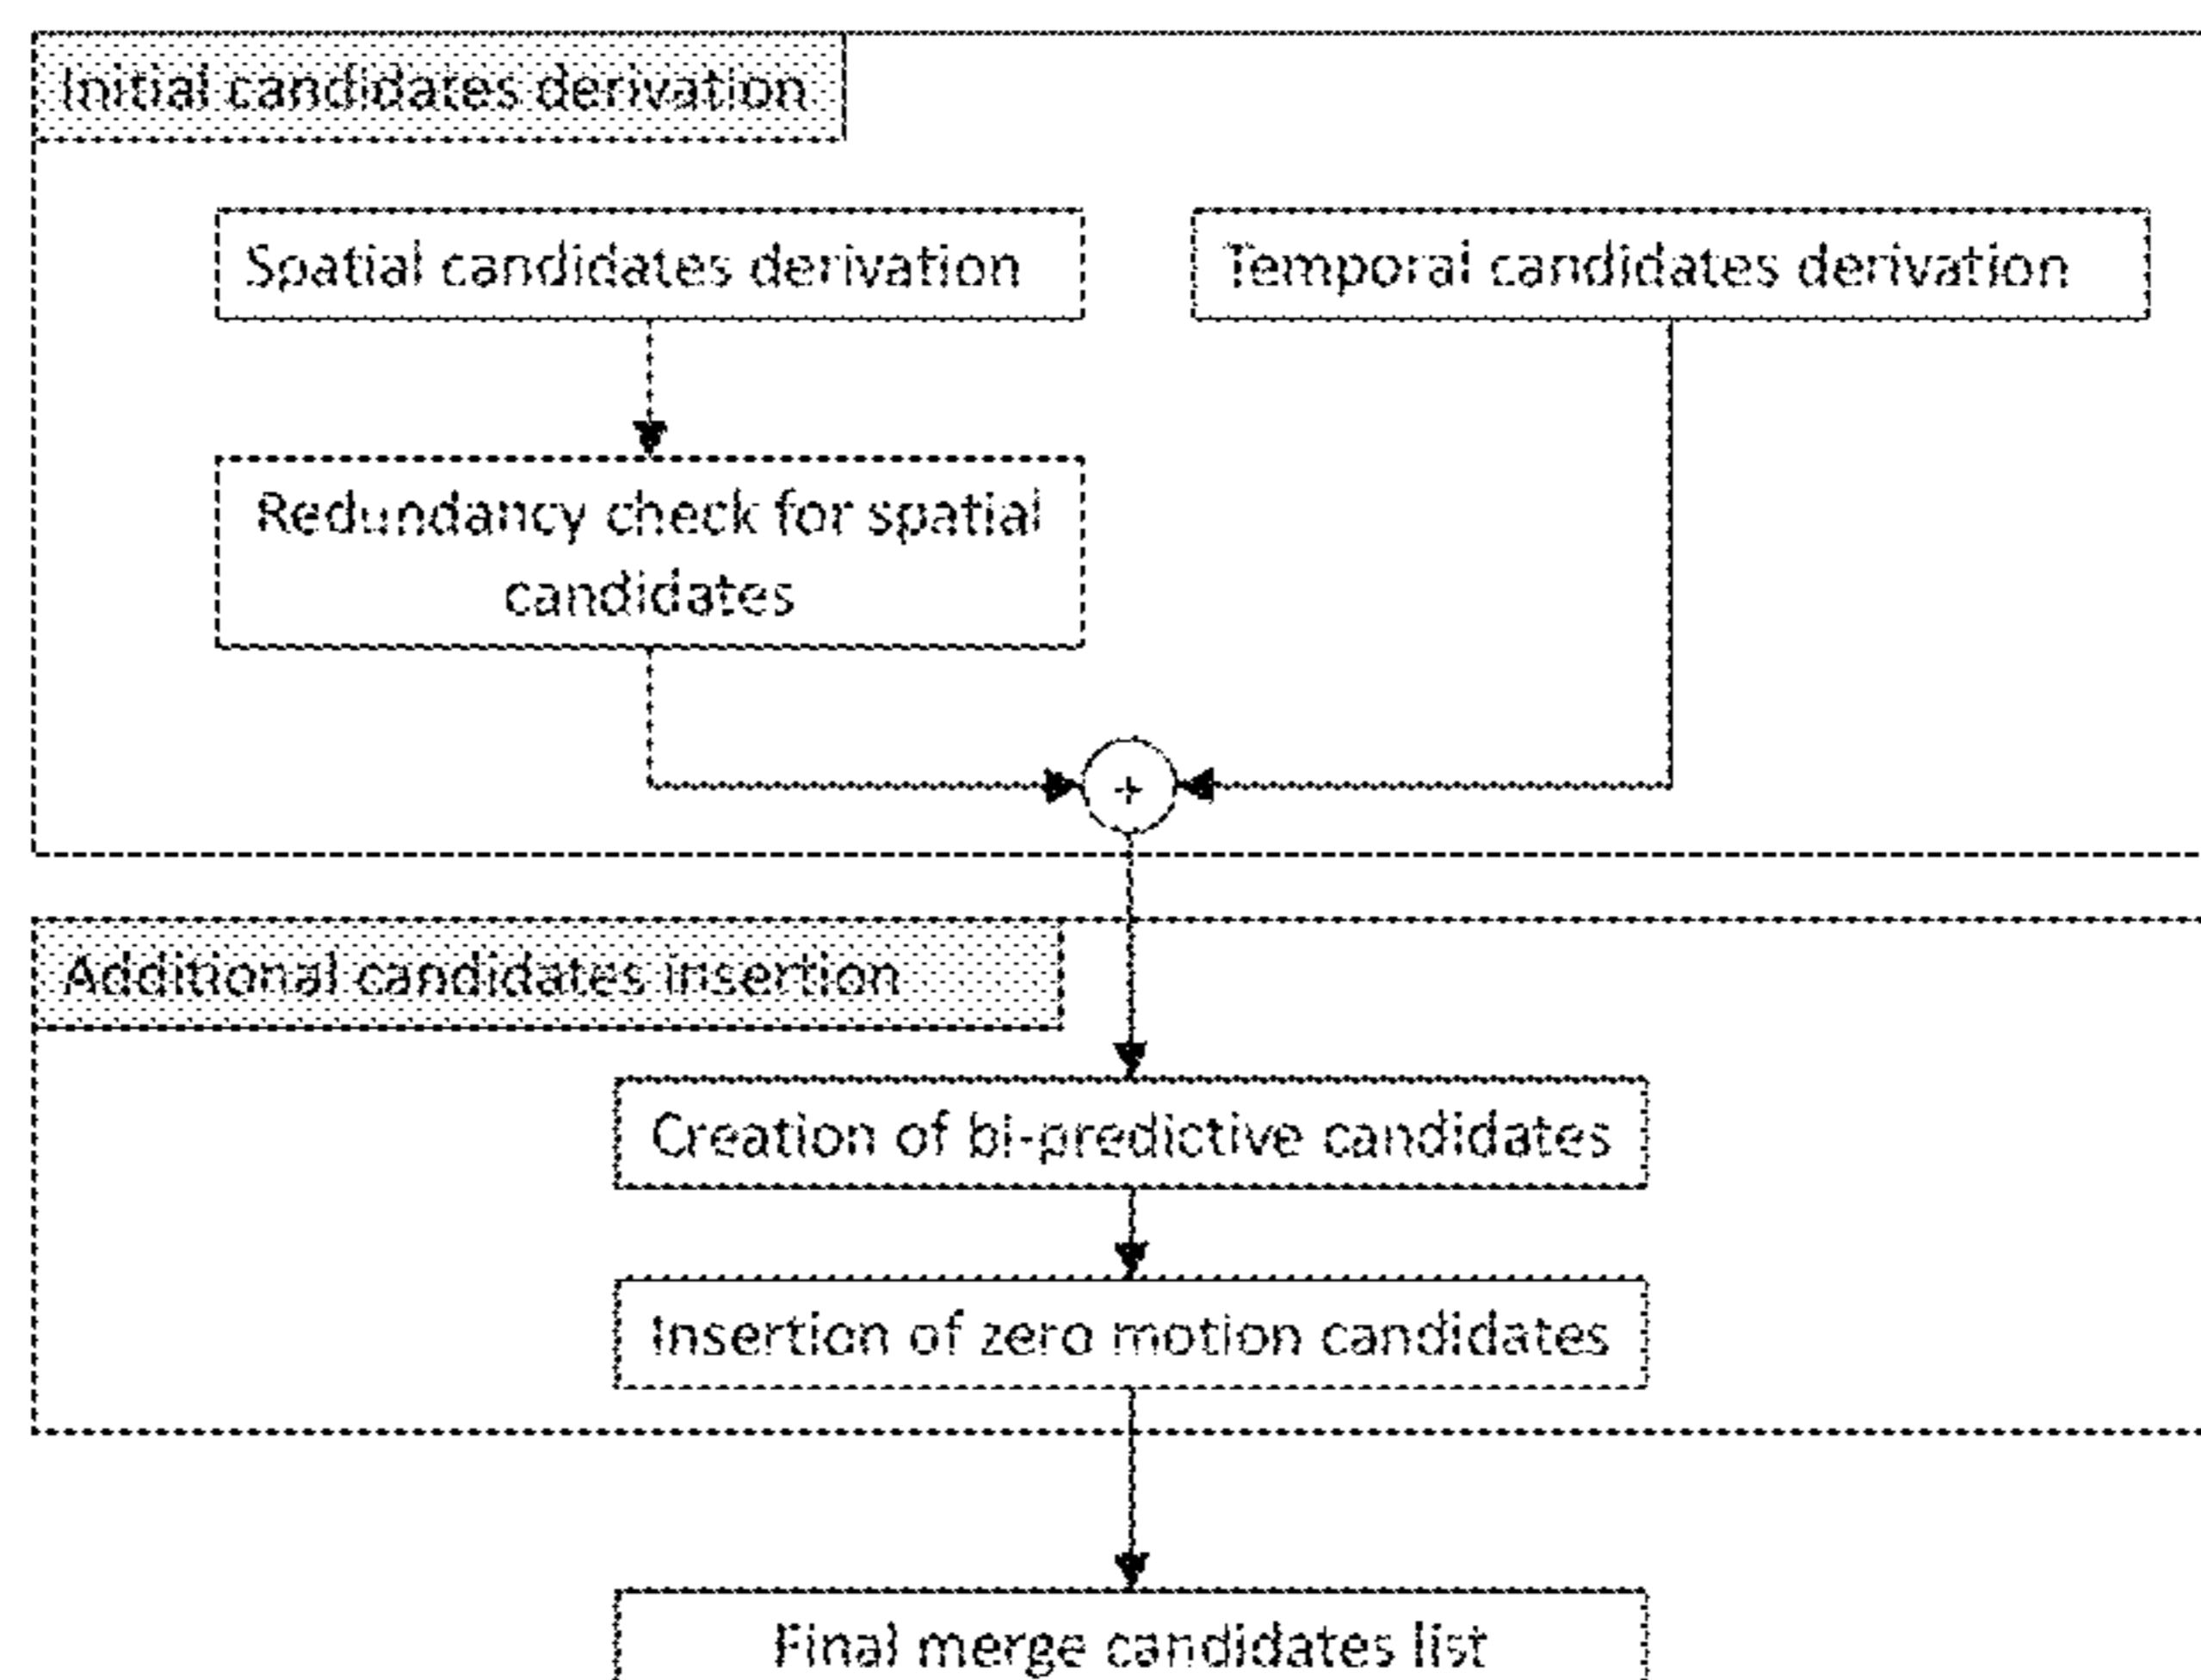 Initial candidates derivation
Spatial candidates derivation
Temporal candidates derivation
Redundancy check for spatial
candidates
+
Additional candidates insertion
Creation of bi-predictive candidates
Insertion of zero motion candidates
Final merge candidates list